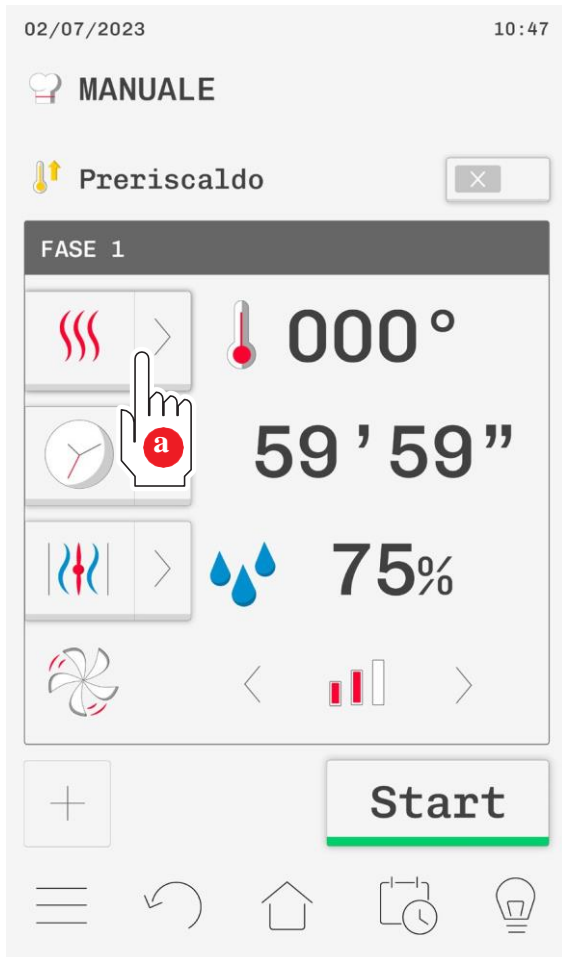 02/07/2023 10:47
MANUALE
Preriscaldo
FASE 1
000°
a
59’59”
75%
Start